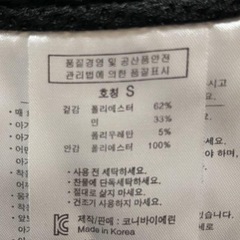 품질경영 및 공산품안전
관리법에 의한 품질표시
호칭 S
겉감 폴리에스터 62%
면 33%
폴리우레탄 5%
안감 폴리에스터 100%
- 사용전 세탁하세요.
- 찬물에 단독세탁하세요.
- 절대로 삶지 마세요.
- 건조기 사용하지 마세요.
제작/판매 : 코니바이에린
Made in Korea